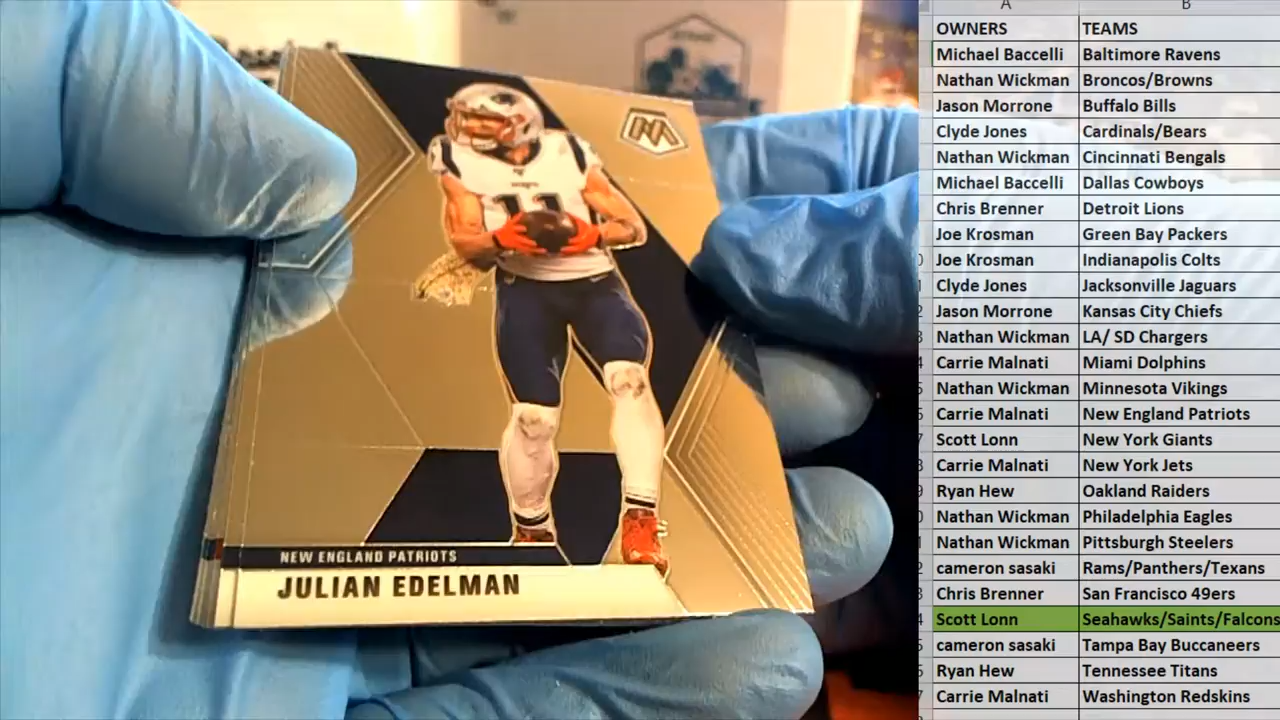 NEW ENGLAND PATRIOTS
JULIAN EDELMAN
11
A B
OWNERS TEAMS
Michael Baccelli Baltimore Ravens
Nathan Wickman Broncos/Browns
Jason Morrone Buffalo Bills
Clyde Jones Cardinals/Bears
Nathan Wickman Cincinnati Bengals
Michael Baccelli Dallas Cowboys
Chris Brenner Detroit Lions
Joe Krosman Green Bay Packers
Joe Krosman Indianapolis Colts
Clyde Jones Jacksonville Jaguars
Jason Morrone Kansas City Chiefs
Nathan Wickman LA/ SD Chargers
Carrie Malnati Miami Dolphins
Nathan Wickman Minnesota Vikings
Carrie Malnati New England Patriots
Scott Lonn New York Giants
Carrie Malnati New York Jets
Ryan Hew Oakland Raiders
Nathan Wickman Philadelphia Eagles
Nathan Wickman Pittsburgh Steelers
cameron sasaki Rams/Panthers/Texans
Chris Brenner San Francisco 49ers
Scott Lonn Seahawks/Saints/Falcons
cameron sasaki Tampa Bay Buccaneers
Ryan Hew Tennessee Titans
Carrie Malnati Washington Redskins